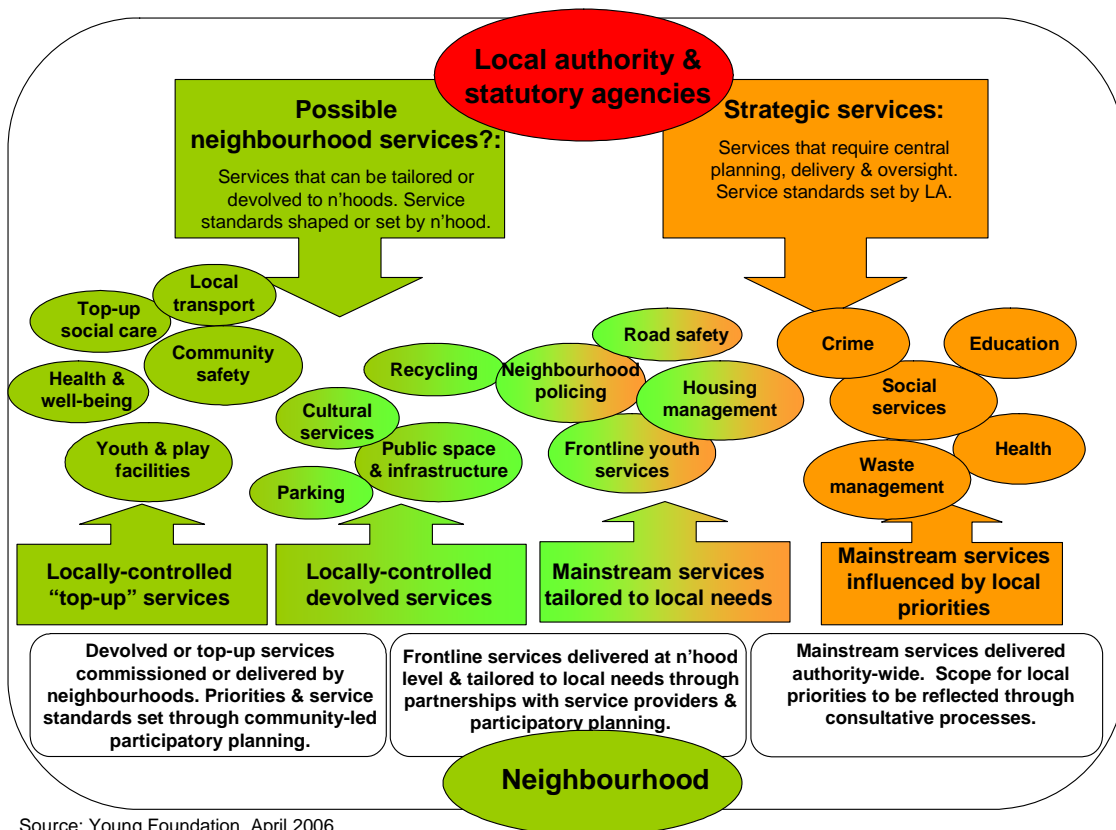 Local authority &
statutory agencies
Possible
neighbourhood services?:
Services that can be tailored or
devolved to n'hoods. Service
standards shaped or set by n'hood.
Strategic services:
Services that require central
planning, delivery & oversight.
Service standards set by LA.
Local
transport
Top-up
social care
Community
safety
Health &
well-being
Youth & play
facilities
Recycling
Cultural
services
Public space
& infrastructure
Parking
Road safety
Neighbourhood
policing
Housing
management
Frontline youth
services
Crime
Education
Social
services
Health
Waste
management
Locally-controlled
“top-up” services
Locally-controlled
devolved services
Mainstream services
tailored to local needs
Mainstream services
influenced by local
priorities
Devolved or top-up services
commissioned or delivered by
neighbourhoods. Priorities & service
standards set through community-led
participatory planning.
Frontline services delivered at n'hood
level & tailored to local needs through
partnerships with service providers &
participatory planning.
Mainstream services delivered
authority-wide.  Scope for local
priorities to be reflected through
consultative processes.
Neighbourhood
Source: Young Foundation, April 2006